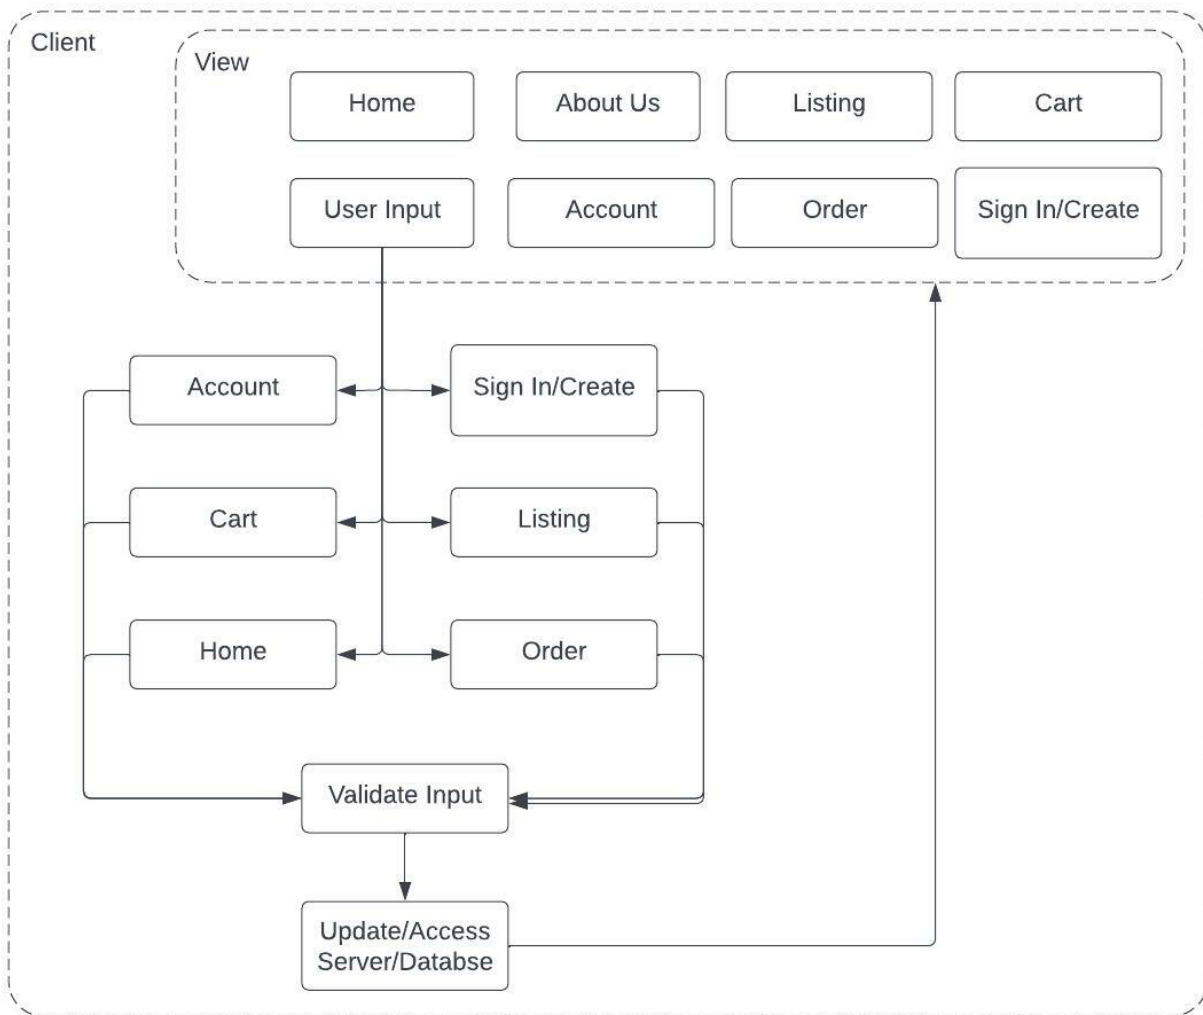 Client
View
Home
About Us
Listing
Cart
User Input
Account
Order
Sign In/Create
Account
Sign In/Create
Cart
Listing
Home
Order
Validate Input
Update/Access
Server/Databse